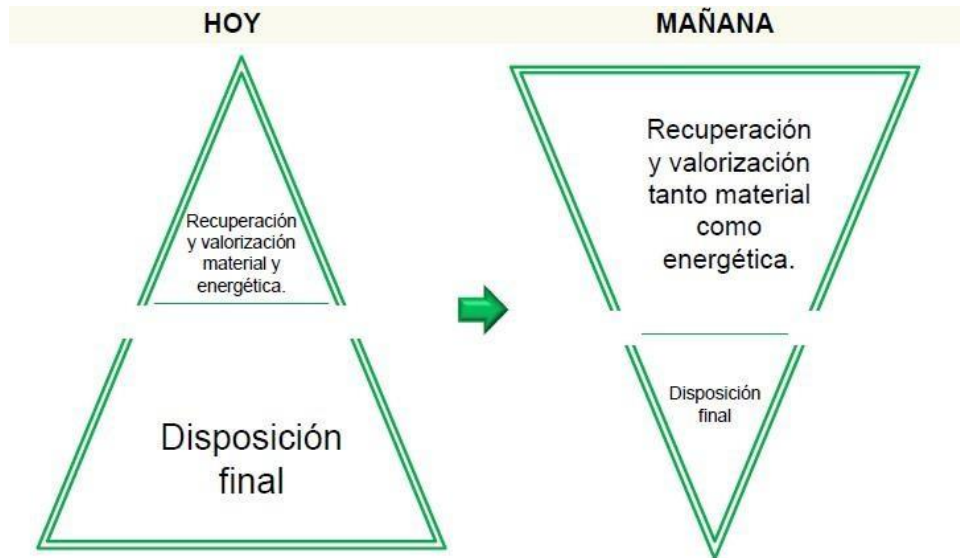 HOY
MAÑANA
Recuperación
y valorización
material y
energética.
Disposición
final
Recuperación
y valorización
tanto material
como
energética.
Disposición
final